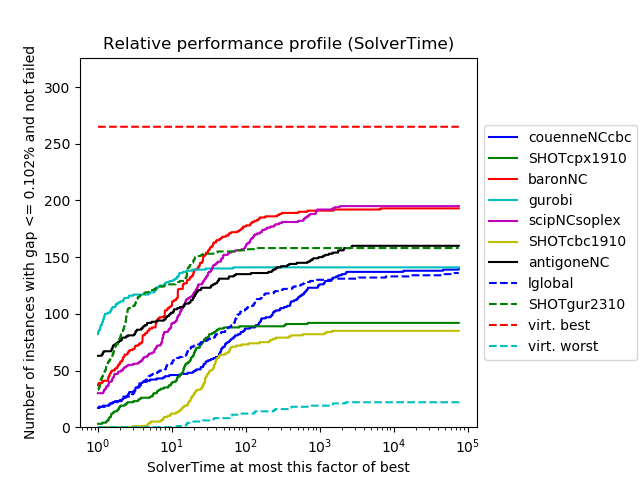 Relative performance profile (SolverTime)
Number of instances with gap <= 0.102% and not failed
300
250
200
150
100
50
0
10^0 10^1 10^2 10^3 10^4 10^5
SolverTime at most this factor of best
couenneNCcbc
SHOTcpx1910
baronNC
gurobi
scipNCsoplex
SHOTcbc1910
antigoneNC
lglobal
SHOTgur2310
virt. best
virt. worst